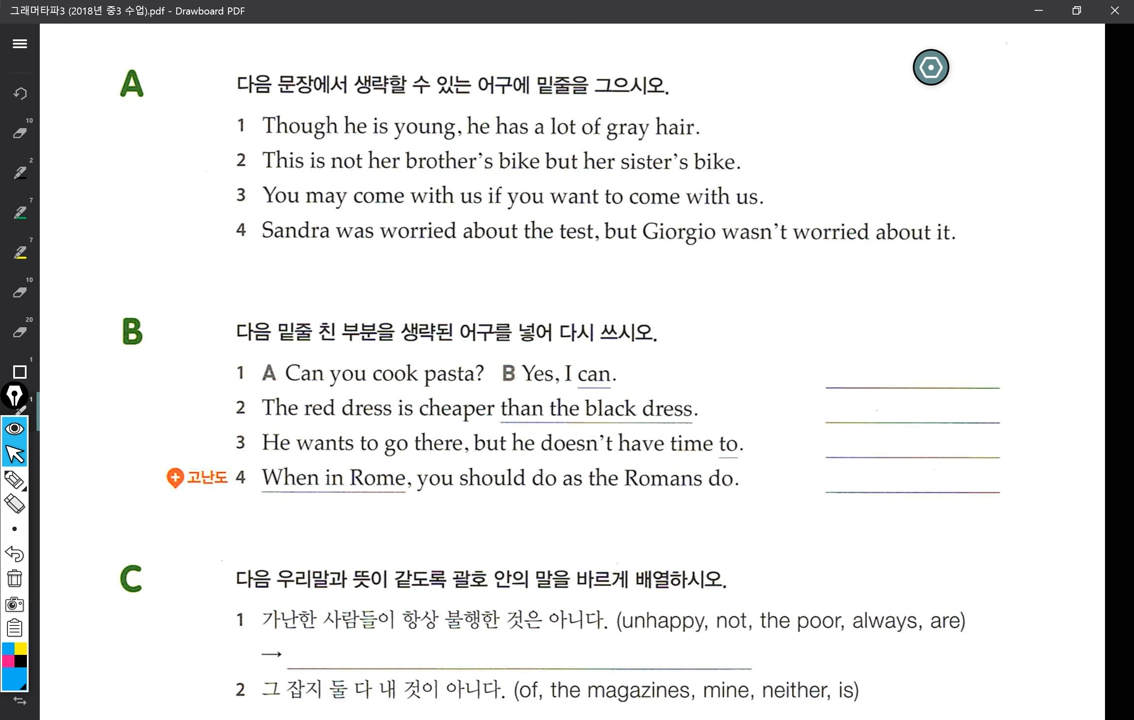 그래머타파3 (2018년 중3 수업).pdf - Drawboard PDF
10
2
7
7
10
20
1
1
A 다음 문장에서 생략할 수 있는 어구에 밑줄을 그으시오.
1 Though he is young, he has a lot of gray hair.
2 This is not her brother's bike but her sister's bike.
3 You may come with us if you want to come with us.
4 Sandra was worried about the test, but Giorgio wasn't worried about it.
B 다음 밑줄 친 부분을 생략된 어구를 넣어 다시 쓰시오.
1 A Can you cook pasta? B Yes, I can.
2 The red dress is cheaper than the black dress.
3 He wants to go there, but he doesn't have time to.
고난도 4 When in Rome, you should do as the Romans do.
C 다음 우리말과 뜻이 같도록 괄호 안의 말을 바르게 배열하시오.
1 가난한 사람들이 항상 불행한 것은 아니다. (unhappy, not, the poor, always, are)
→
2 그 잡지 둘 다 내 것이 아니다. (of, the magazines, mine, neither, is)